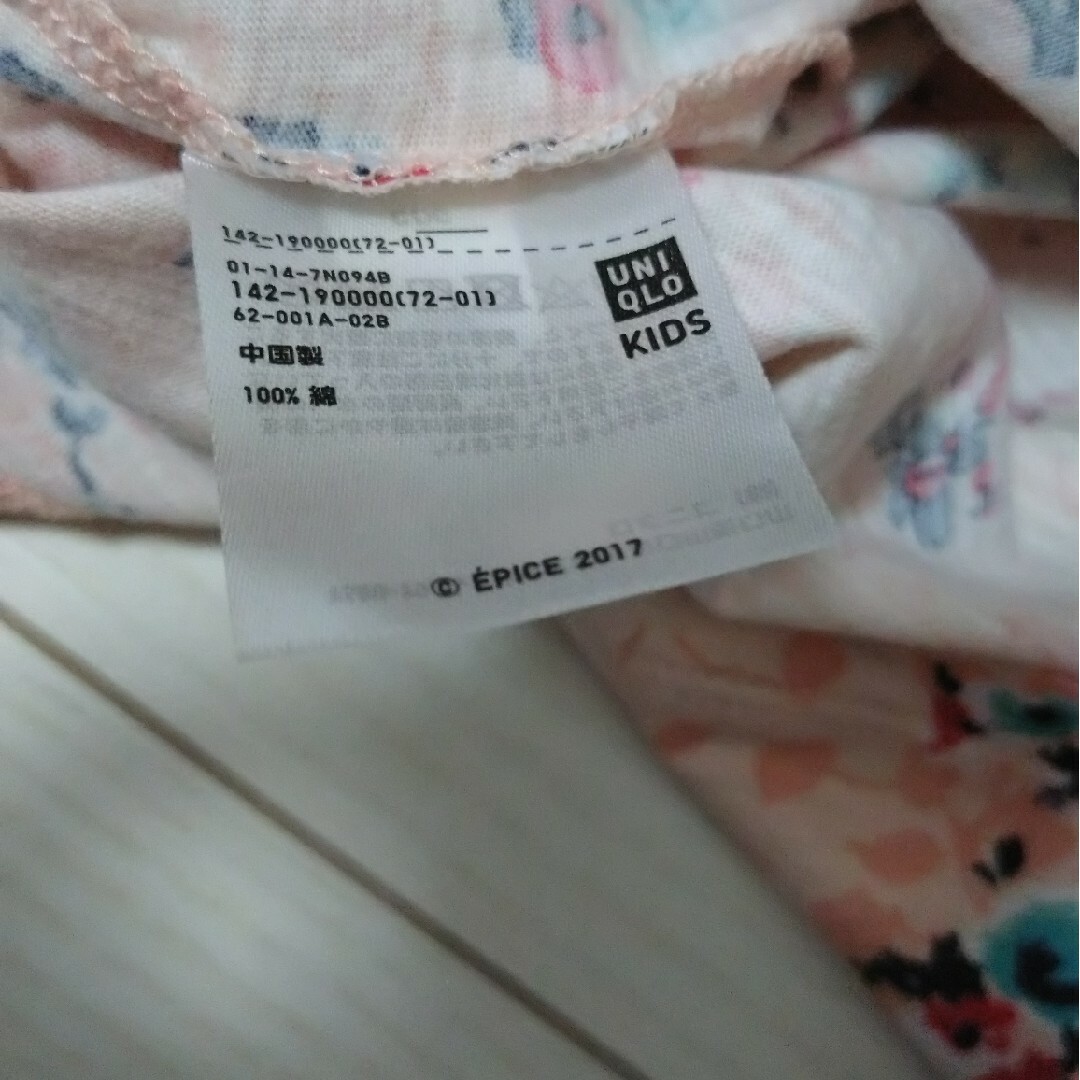 142-190000(72-01)
01-14-7N094B
142-190000(72-01)
62-001A-02B
中国製
100% 綿
UNI
QLO
KIDS
© ÉPICE 2017